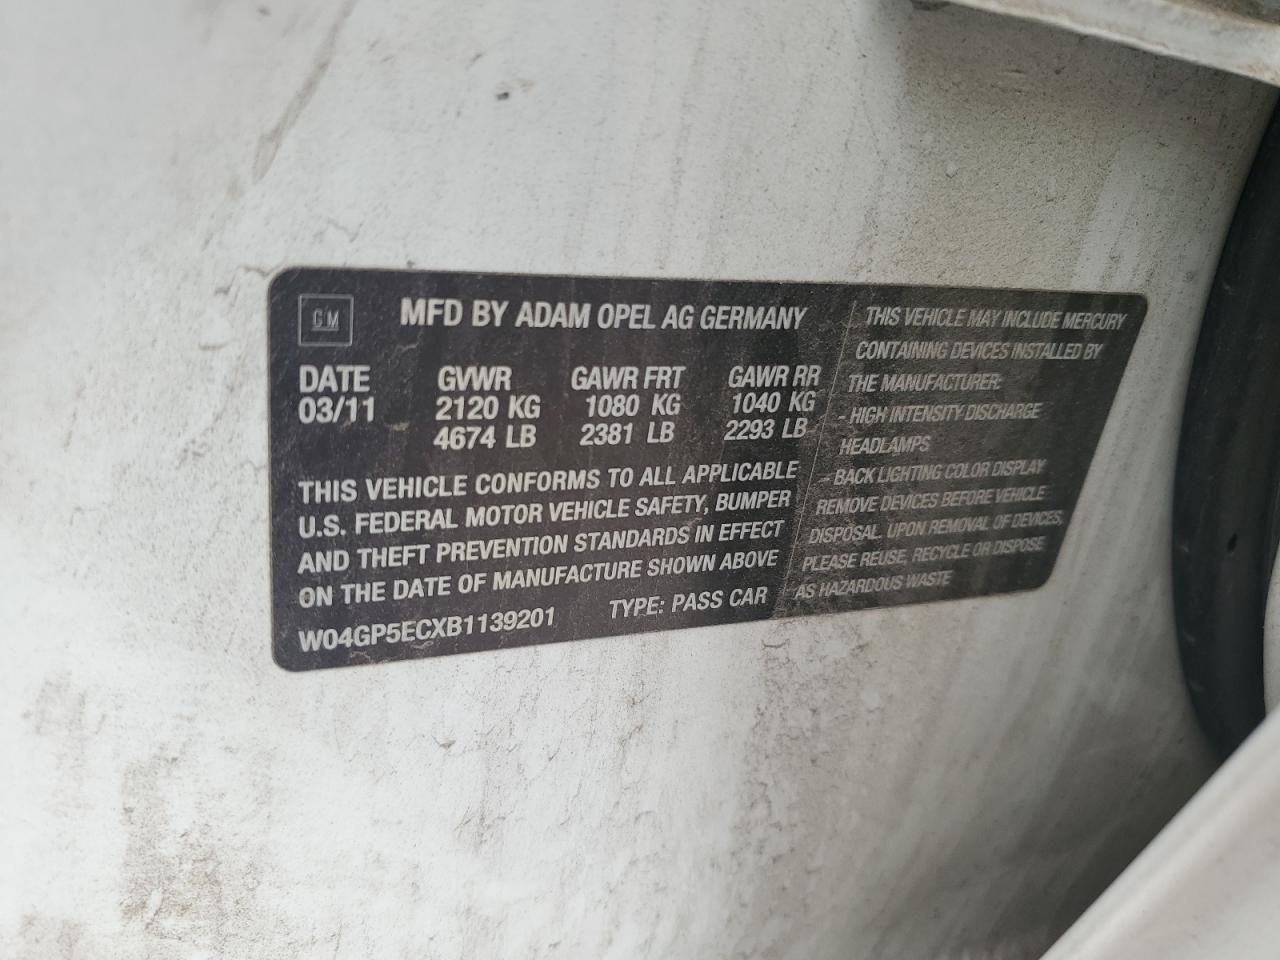 GM
MFD BY ADAM OPEL AG GERMANY
DATE GVWR GAWR FRT GAWR RR
03/11 2120 KG 1080 KG 1040 KG
4674 LB 2381 LB 2293 LB
THIS VEHICLE CONFORMS TO ALL APPLICABLE
U.S. FEDERAL MOTOR VEHICLE SAFETY, BUMPER
AND THEFT PREVENTION STANDARDS IN EFFECT
ON THE DATE OF MANUFACTURE SHOWN ABOVE
W04GP5ECXB1139201 TYPE: PASS CAR
THIS VEHICLE MAY INCLUDE MERCURY
CONTAINING DEVICES INSTALLED BY
THE MANUFACTURER:
- HIGH INTENSITY DISCHARGE
HEADLAMPS
- BACK LIGHTING COLOR DISPLAY
REMOVE DEVICES BEFORE VEHICLE
DISPOSAL. UPON REMOVAL OF DEVICES,
PLEASE REUSE, RECYCLE OR DISPOSE
AS HAZARDOUS WASTE